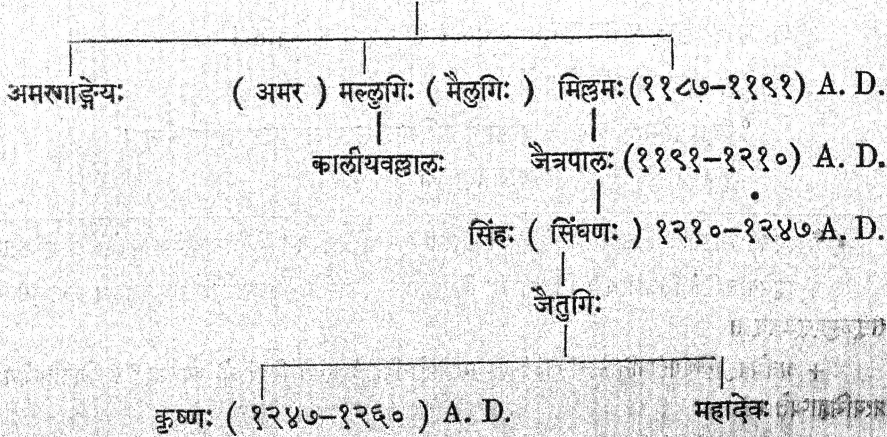 अमरगाङ्गेयः ( अमर ) मल्लुगिः ( मैलुगिः ) भिल्लमः (११८७–११९१) A. D.
कालीयवल्लालः जैत्रपालः (११९१–१२१०) A. D.
सिंहः ( सिंघणः ) १२१०–१२४७ A. D.
जैतुगिः
कृष्णः ( १२४७–१२६० ) A. D. महादेवः